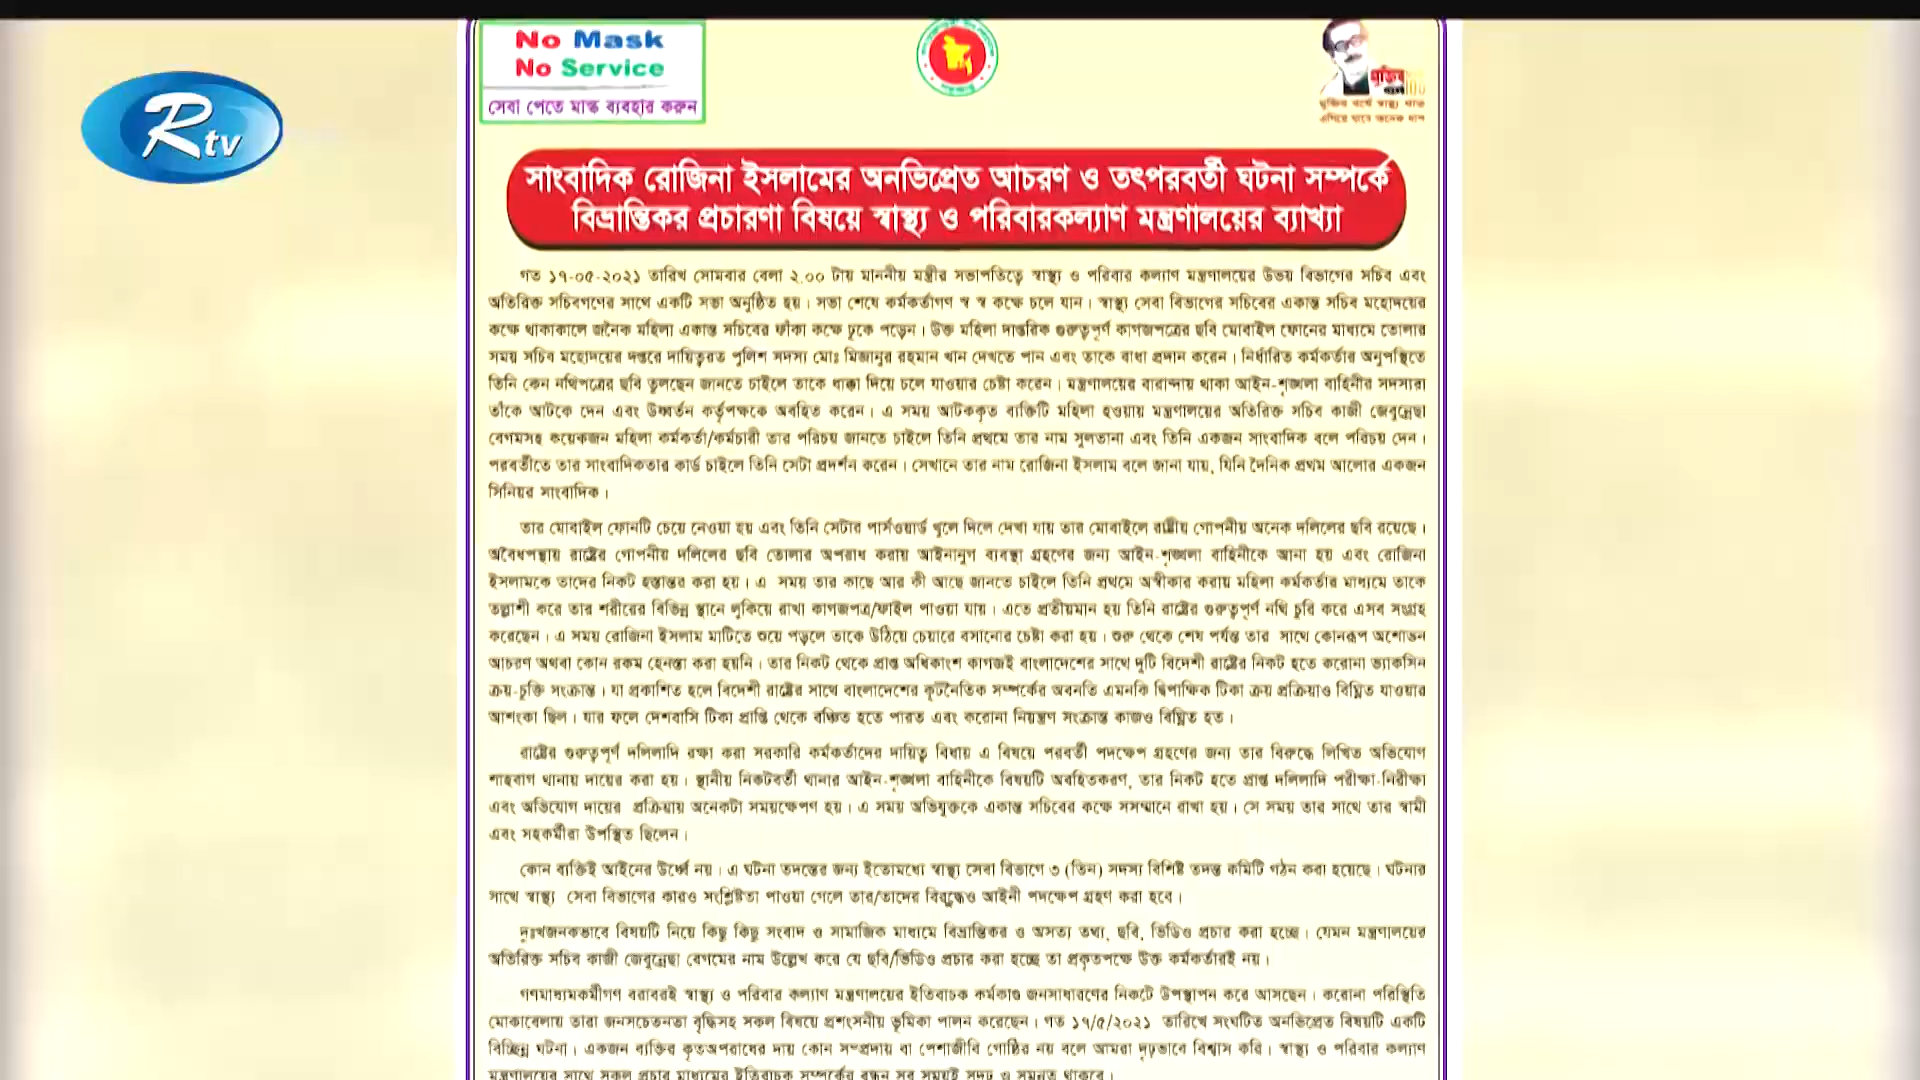 No Mask
No Service
সেবা পেতে মাস্ক ব্যবহার করুন
Rtv
সাংবাদিক রোজিনা ইসলামের অনভিপ্রেত আচরণ ও তৎপরবর্তী ঘটনা সম্পর্কে
বিভ্রান্তিকর প্রচারণা বিষয়ে স্বাস্থ্য ও পরিবারকল্যাণ মন্ত্রণালয়ের ব্যাখ্যা
গত ১৭-০৫-২০২১ তারিখ সোমবার বেলা ২.০০ টায় মাননীয় মন্ত্রীর সভাপতিত্বে স্বাস্থ্য ও পরিবার কল্যাণ মন্ত্রণালয়ের উভয় বিভাগের সচিব এবং
অতিরিক্ত সচিবগণের সাথে একটি সভা অনুষ্ঠিত হয়। সভা শেষে কর্মকর্তাগণ স্ব স্ব কক্ষে চলে যান। স্বাস্থ্য সেবা বিভাগের সচিবের একান্ত সচিব মহোদয়ের
কক্ষে থাকাকালে জনৈক মহিলা একান্ত সচিবের ফাঁকা কক্ষে ঢুকে পড়েন। উক্ত মহিলা দাপ্তরিক গুরুত্বপূর্ণ কাগজপত্রের ছবি মোবাইল ফোনের মাধ্যমে তোলার
সময় সচিব মহোদয়ের দপ্তরে দায়িত্বরত পুলিশ সদস্য মোঃ মিজানুর রহমান খান দেখতে পান এবং তাকে বাধা প্রদান করেন। নির্ধারিত কর্মকর্তার অনুপস্থিতে
তিনি কেন নথিপত্রের ছবি তুলছেন জানতে চাইলে তাকে ধাক্কা দিয়ে চলে যাওয়ার চেষ্টা করেন। মন্ত্রণালয়ের বারান্দায় থাকা আইন-শৃঙ্খলা বাহিনীর সদস্যরা
তাঁকে আটকে দেন এবং উর্ধ্বতন কর্তৃপক্ষকে অবহিত করেন। এ সময় আটককৃত ব্যক্তিটি মহিলা হওয়ায় মন্ত্রণালয়ের অতিরিক্ত সচিব কাজী জেবুন্নেছা
বেগমসহ কয়েকজন মহিলা কর্মকর্তা/কর্মচারী তার পরিচয় জানতে চাইলে তিনি প্রথমে তার নাম সুলতানা এবং তিনি একজন সাংবাদিক বলে পরিচয় দেন।
পরবর্তীতে তার সাংবাদিকতার কার্ড চাইলে তিনি সেটা প্রদর্শন করেন। সেখানে তার নাম রোজিনা ইসলাম বলে জানা যায়, যিনি দৈনিক প্রথম আলোর একজন
সিনিয়র সাংবাদিক।
তার মোবাইল ফোনটি চেয়ে নেওয়া হয় এবং তিনি সেটার পার্সওয়ার্ড খুলে দিলে দেখা যায় তার মোবাইলে রাষ্ট্রীয় গোপনীয় অনেক দলিলের ছবি রয়েছে।
অবৈধপন্থায় রাষ্ট্রের গোপনীয় দলিলের ছবি তোলার অপরাধ করায় আইনানুগ ব্যবস্থা গ্রহণের জন্য আইন-শৃঙ্খলা বাহিনীকে আনা হয় এবং রোজিনা
ইসলামকে তাদের নিকট হস্তান্তর করা হয়। এ সময় তার কাছে আর কী আছে জানতে চাইলে তিনি প্রথমে অস্বীকার করায় মহিলা কর্মকর্তার মাধ্যমে তাকে
তল্লাশী করে তার শরীরের বিভিন্ন স্থানে লুকিয়ে রাখা কাগজপত্র/ফাইল পাওয়া যায়। এতে প্রতীয়মান হয় তিনি রাষ্ট্রের গুরুত্বপূর্ণ নথি চুরি করে এসব সংগ্রহ
করেছেন। এ সময় রোজিনা ইসলাম মাটিতে শুয়ে পড়লে তাকে উঠিয়ে চেয়ারে বসানোর চেষ্টা করা হয়। শুরু থেকে শেষ পর্যন্ত তার সাথে কোনরূপ অশোভন
আচরণ অথবা কোন রকম হেনস্তা করা হয়নি। তার নিকট থেকে প্রাপ্ত অধিকাংশ কাগজই বাংলাদেশের সাথে দুটি বিদেশী রাষ্ট্রের নিকট হতে করোনা ভ্যাকসিন
ক্রয়-চুক্তি সংক্রান্ত। যা প্রকাশিত হলে বিদেশী রাষ্ট্রের সাথে বাংলাদেশের কূটনৈতিক সম্পর্কের অবনতি এমনকি দ্বিপাক্ষিক টিকা ক্রয় প্রক্রিয়াও বিঘ্নিত যাওয়ার
আশংকা ছিল। যার ফলে দেশবাসি টিকা প্রাপ্তি থেকে বঞ্চিত হতে পারত এবং করোনা নিয়ন্ত্রণ সংক্রান্ত কাজও বিঘ্নিত হত।
রাষ্ট্রের গুরুত্বপূর্ণ দলিলাদি রক্ষা করা সরকারি কর্মকর্তাদের দায়িত্ব বিধায় এ বিষয়ে পরবর্তী পদক্ষেপ গ্রহণের জন্য তার বিরুদ্ধে লিখিত অভিযোগ
শাহবাগ থানায় দায়ের করা হয়। স্থানীয় নিকটবর্তী থানার আইন-শৃঙ্খলা বাহিনীকে বিষয়টি অবহিতকরণ, তার নিকট হতে প্রাপ্ত দলিলাদি পরীক্ষা-নিরীক্ষা
এবং অভিযোগ দায়ের প্রক্রিয়ায় অনেকটা সময়ক্ষেপণ হয়। এ সময় অভিযুক্তকে একান্ত সচিবের কক্ষে সসম্মানে রাখা হয়। সে সময় তার সাথে তার স্বামী
এবং সহকর্মীরা উপস্থিত ছিলেন।
কোন ব্যক্তিই আইনের উর্ধ্বে নয়। এ ঘটনা তদন্তের জন্য ইতোমধ্যে স্বাস্থ্য সেবা বিভাগে ৩ (তিন) সদস্য বিশিষ্ট তদন্ত কমিটি গঠন করা হয়েছে। ঘটনার
সাথে স্বাস্থ্য সেবা বিভাগের কারও সংশ্লিষ্টতা পাওয়া গেলে তার/তাদের বিরুদ্ধেও আইনী পদক্ষেপ গ্রহণ করা হবে।
দুঃখজনকভাবে বিষয়টি নিয়ে কিছু কিছু সংবাদ ও সামাজিক মাধ্যমে বিভ্রান্তিকর ও অসত্য তথ্য, ছবি, ভিডিও প্রচার করা হচ্ছে। যেমন মন্ত্রণালয়ের
অতিরিক্ত সচিব কাজী জেবুন্নেছা বেগমের নাম উল্লেখ করে যে ছবি/ভিডিও প্রচার করা হচ্ছে তা প্রকৃতপক্ষে উক্ত কর্মকর্তারই নয়।
গণমাধ্যমকর্মীগণ বরাবরই স্বাস্থ্য ও পরিবার কল্যাণ মন্ত্রণালয়ের ইতিবাচক কর্মকাণ্ড জনসাধারণের নিকটে উপস্থাপন করে আসছেন। করোনা পরিস্থিতি
মোকাবেলায় তারা জনসচেতনতা বৃদ্ধিসহ সকল বিষয়ে প্রশংসনীয় ভূমিকা পালন করেছেন। গত ১৭/৫/২০২১ তারিখে সংঘটিত অনভিপ্রেত বিষয়টি একটি
বিচ্ছিন্ন ঘটনা। একজন ব্যক্তির কৃতঅপরাধের দায় কোন সম্প্রদায় বা পেশাজীবি গোষ্ঠির নয় বলে আমরা দৃঢ়ভাবে বিশ্বাস করি। স্বাস্থ্য ও পরিবার কল্যাণ
মন্ত্রণালয়ের সাথে সকল প্রচার মাধ্যমের ইতিবাচক সম্পর্কের বন্ধন সব সময়ই সুদৃঢ় ও সমুন্নত থাকবে।